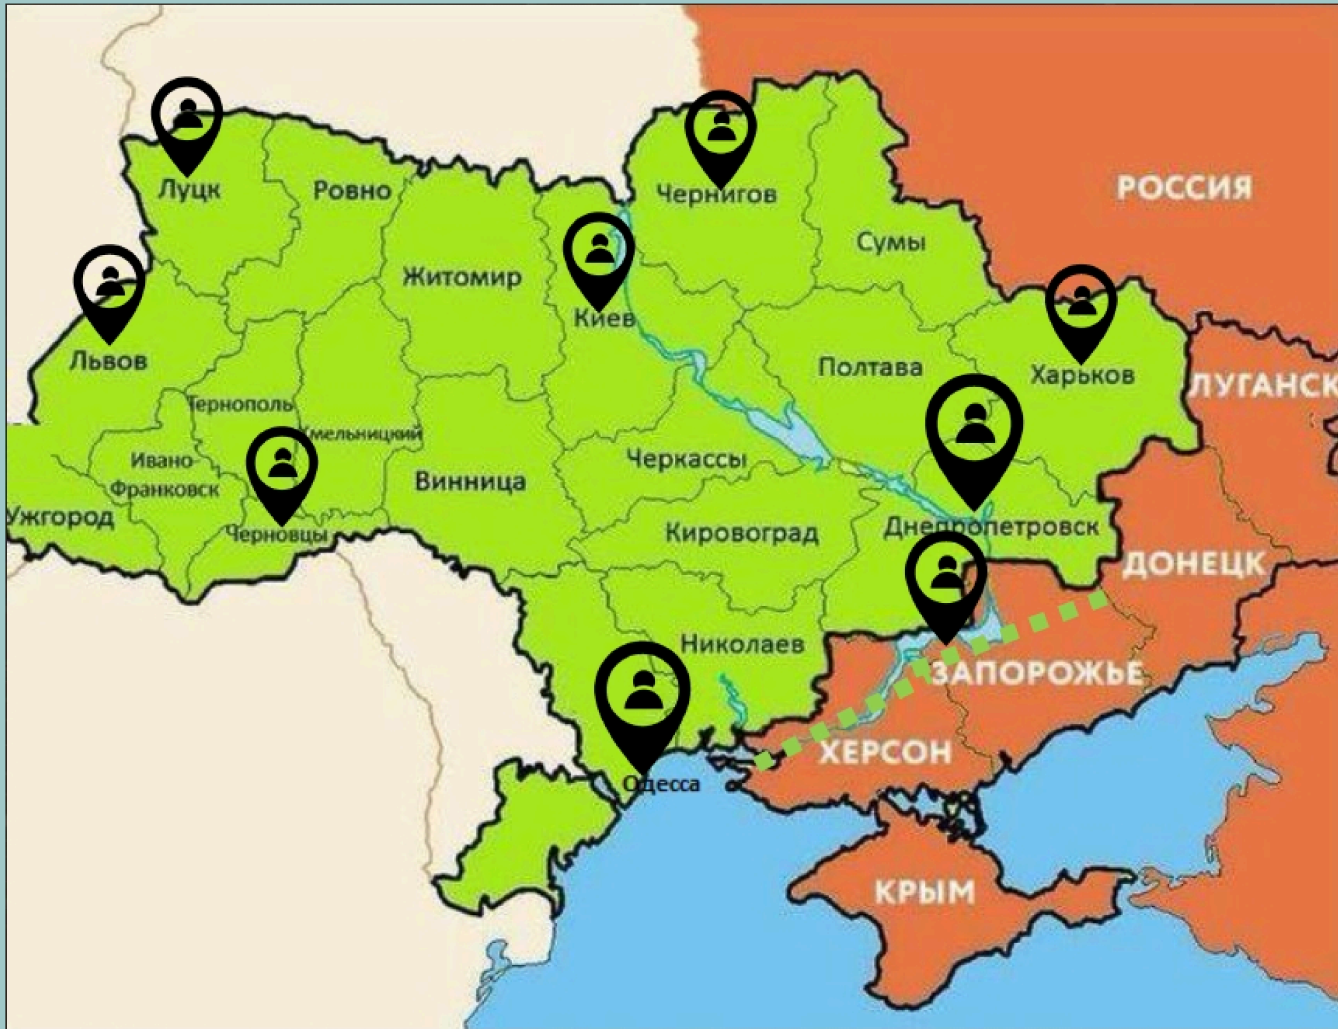 РОССИЯ
Луцк
Ровно
Чернигов
Сумы
Житомир
Киев
Львов
Полтава
Харьков
ЛУГАНСК
Тернополь
мельницкий
Ивано-
Франковск
Черкассы
Винница
Ужгород
Черновцы
Кировоград
Днепропетровск
ДОНЕЦК
Николаев
ЗАПОРОЖЬЕ
ХЕРСОН
Одесса
КРЫМ